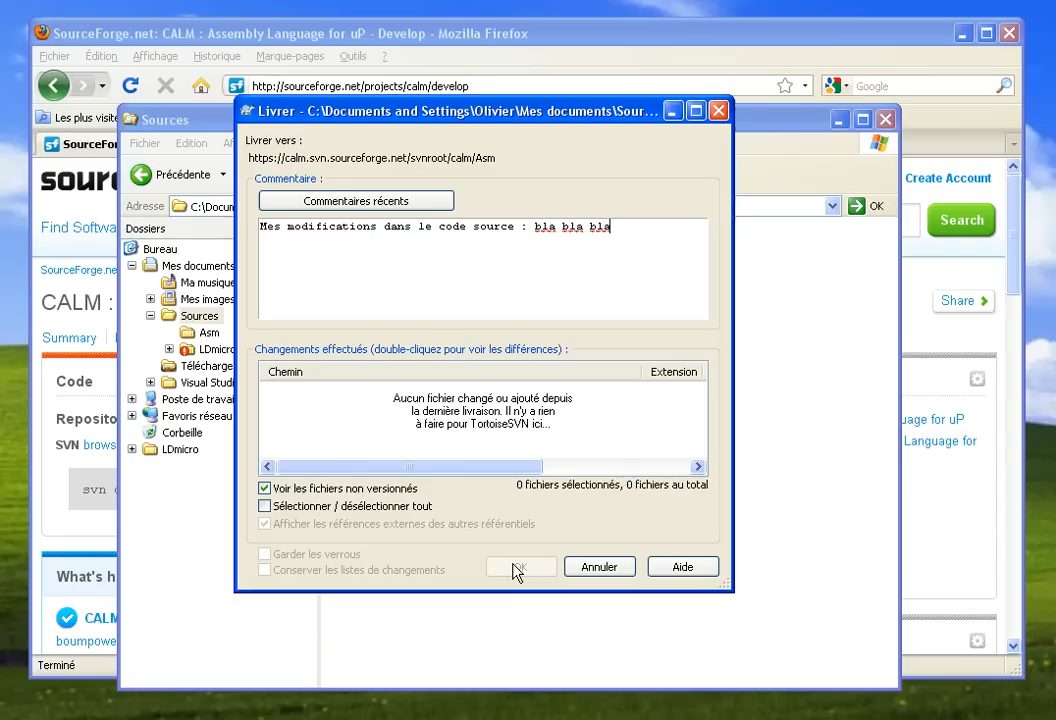 SourceForge.net: CALM : Assembly Language for uP - Develop - Mozilla Firefox
Fichier Édition Affichage Historique Marque-pages Outils ?
http://sourceforge.net/projects/calm/develop
Google
Les plus visite
Sources
SourceFor
Fichier Édition
Précédente
Create Account
Adresse C:\Docum
OK
Search
Find Softwa
Dossiers
Bureau
Mes documents
Ma musique
Mes images
Sources
Asm
LDmicro
Télécharge
Visual Studi
Poste de travai
Favoris réseau
Corbeille
LDmicro
SourceForge.ne
CALM :
Share
Summary
Code
Reposito
SVN brows
svn c
uage for uP
Language for
What's h
CALM
boumpowe
Terminé
Livrer - C:\Documents and Settings\Olivier\Mes documents\Sour...
Livrer vers :
https://calm.svn.sourceforge.net/svnroot/calm/Asm
Commentaire :
Commentaires récents
Mes modifications dans le code source : bla bla bla
Changements effectués (double-cliquez pour voir les différences) :
Chemin Extension
Aucun fichier changé ou ajouté depuis
la dernière livraison. Il n'y a rien
à faire pour TortoiseSVN ici...
Voir les fichiers non versionnés
0 fichiers sélectionnés, 0 fichiers au total
Sélectionner / désélectionner tout
Afficher les références externes des autres référentiels
Garder les verrous
Conserver les listes de changements
OK Annuler Aide